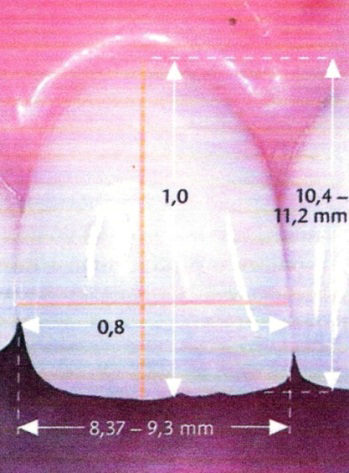 1,0
10,4 –
11,2 mm
0,8
8,37 – 9,3 mm